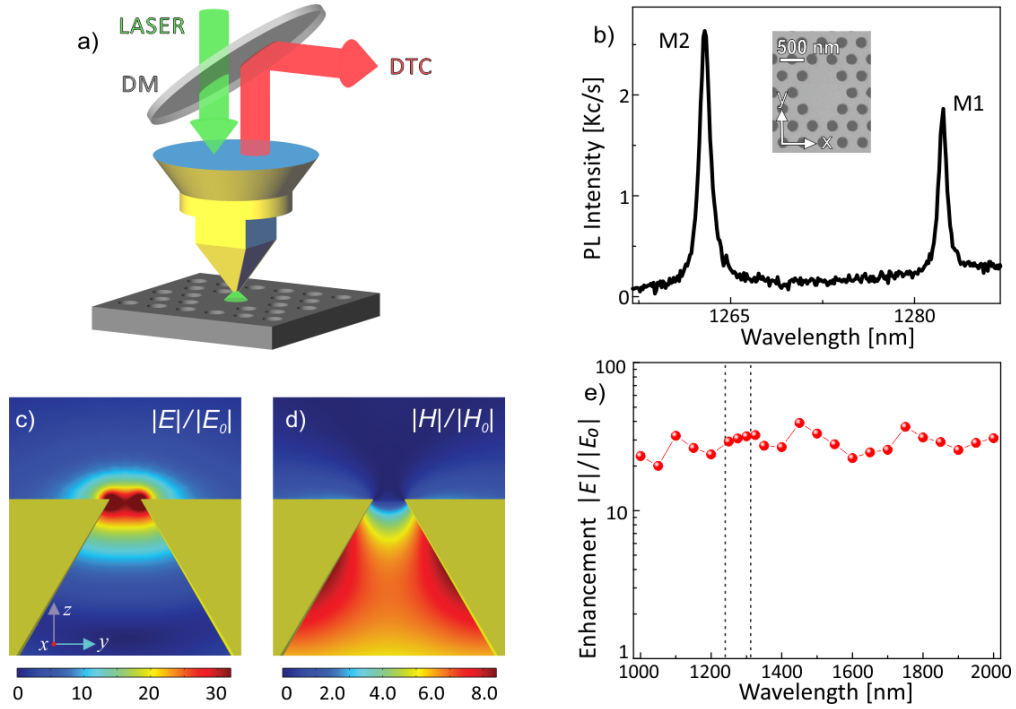 a)
LASER
DM
DTC
b)
M2
M1
500 nm
y
x
PL Intensity [Kc/s]
2
1
0
1265
1280
Wavelength [nm]
c)
|E|/|E₀|
z
x
y
0
10
20
30
d)
|H|/|H₀|
0
2.0
4.0
6.0
8.0
e)
Enhancement |E|/|E₀|
100
10
1
1000
1200
1400
1600
1800
2000
Wavelength [nm]